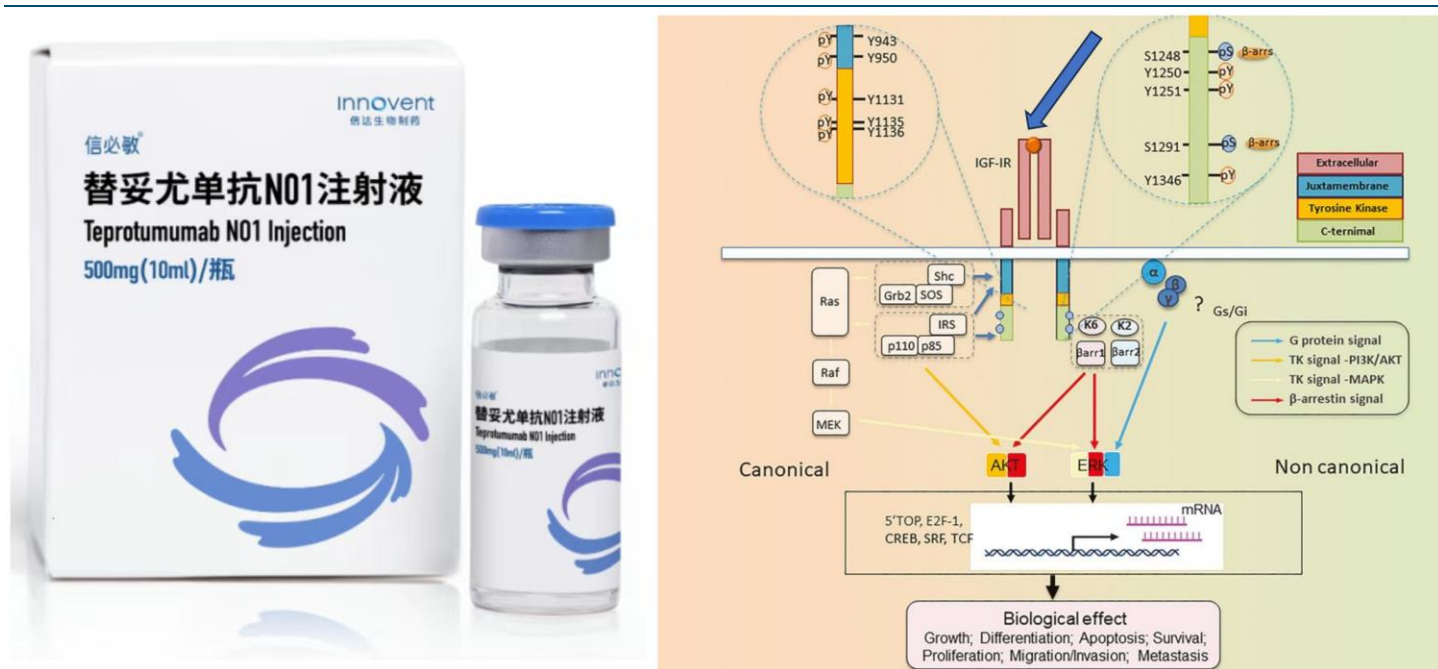 Innovent
信达生物制药
信必敏®
替妥尤单抗N01注射液
Teprotumumab N01 Injection
500mg(10ml)/瓶
信必敏
替妥尤单抗N01注射液
Teprotumumab N01 Injection
500mg(10ml)/瓶
pY Y943
pY Y950
pY Y1131
pY Y1135
pY Y1136
IGF-IR
S1248 pS β-arrs
Y1250 pY
Y1251 pY
S1291 pS β-arrs
Y1346 pY
Extracellular
Juxtamembrane
Tyrosine Kinase
C-terninal
Ras
Shc
Grb2 SOS
IRS
p110 p85
Raf
MEK
α
β
γ
?
Gs/Gi
K6 K2
βarr1 βarr2
G protein signal
TK signal -PI3K/AKT
TK signal -MAPK
β-arrestin signal
Canonical
AKT
ERK
Non canonical
5'TOP, E2F-1,
CREB, SRF, TCF
mRNA
Biological effect
Growth; Differentiation; Apoptosis; Survival;
Proliferation; Migration/Invasion; Metastasis